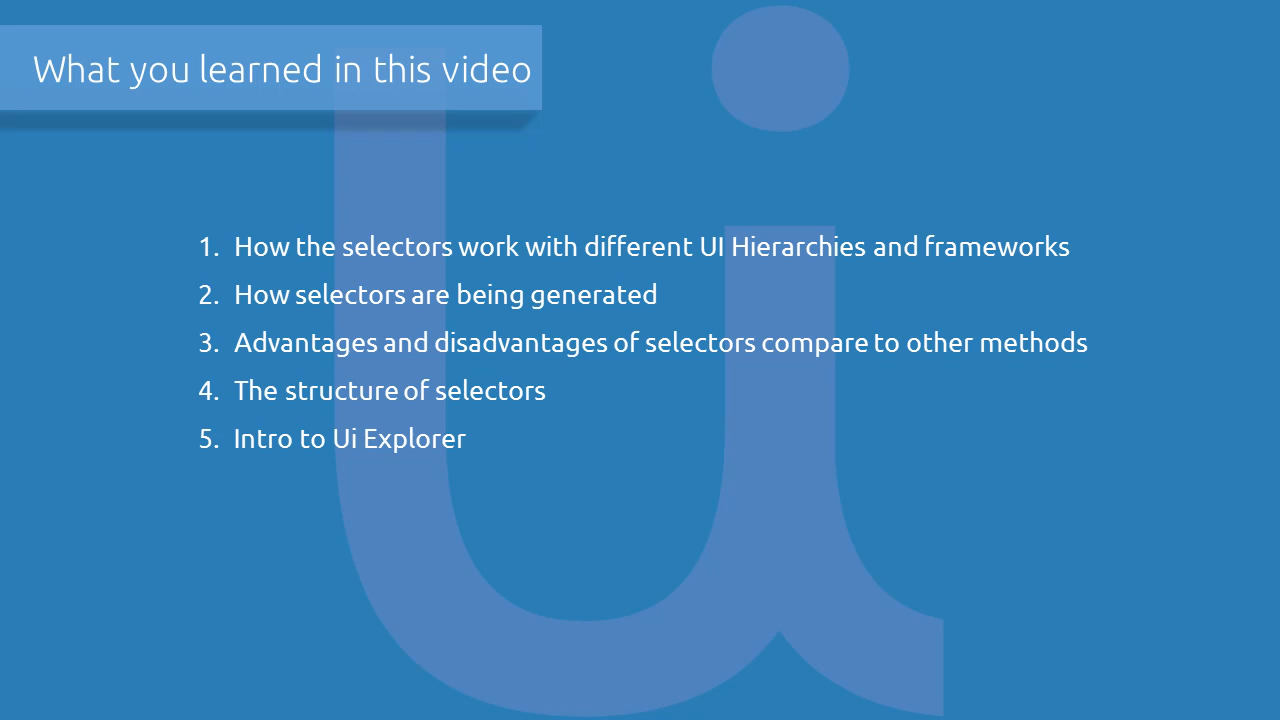 What you learned in this video
1. How the selectors work with different UI Hierarchies and frameworks
2. How selectors are being generated
3. Advantages and disadvantages of selectors compare to other methods
4. The structure of selectors
5. Intro to Ui Explorer
ui